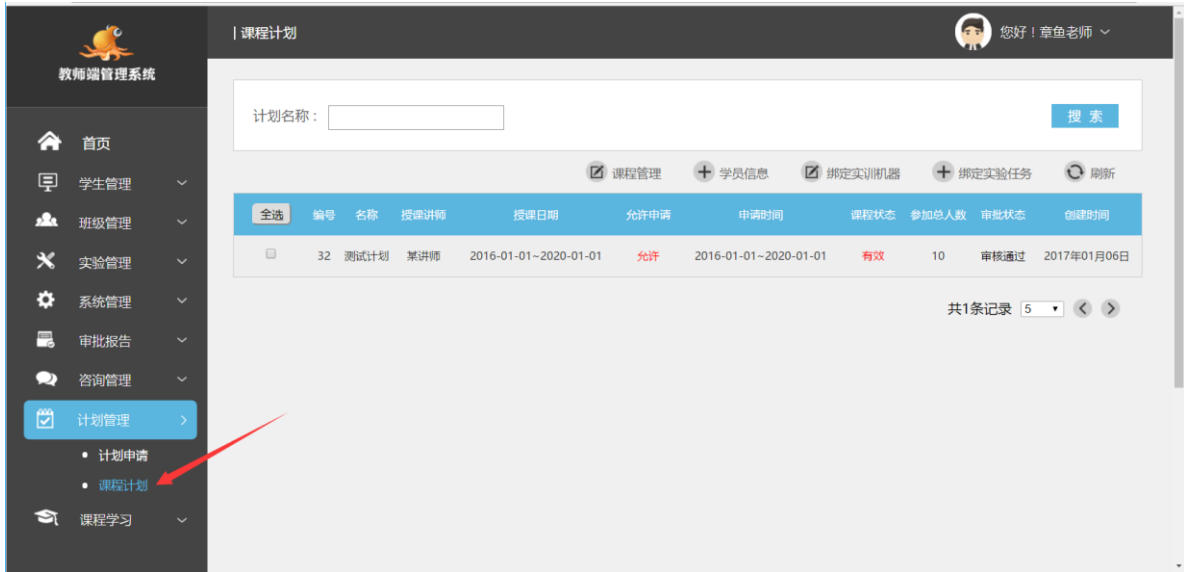 教师端管理系统
首页
学生管理
班级管理
实验管理
系统管理
审批报告
咨询管理
计划管理
计划申请
课程计划
课程学习
|课程计划
您好！章鱼老师
计划名称：
搜 索
课程管理 学员信息 绑定实训机器 绑定实验任务 刷新
全选 编号 名称 授课讲师 授课日期 允许申请 申请时间 课程状态 参加总人数 审批状态 创建时间
32 测试计划 某讲师 2016-01-01~2020-01-01 允许 2016-01-01~2020-01-01 有效 10 审核通过 2017年01月06日
共1条记录 5